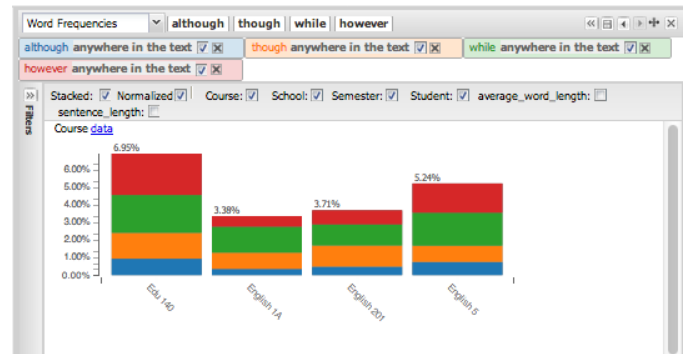 Word Frequencies although though while however
although anywhere in the text though anywhere in the text while anywhere in the text
however anywhere in the text
Stacked: Normalized Course: School: Semester: Student: average_word_length:
sentence_length:
Filters
Course data
6.95%
6.00%
5.00%
4.00%
3.00%
2.00%
1.00%
0.00%
3.38%
3.71%
5.24%
Edu 140
English 1A
English 201
English 5